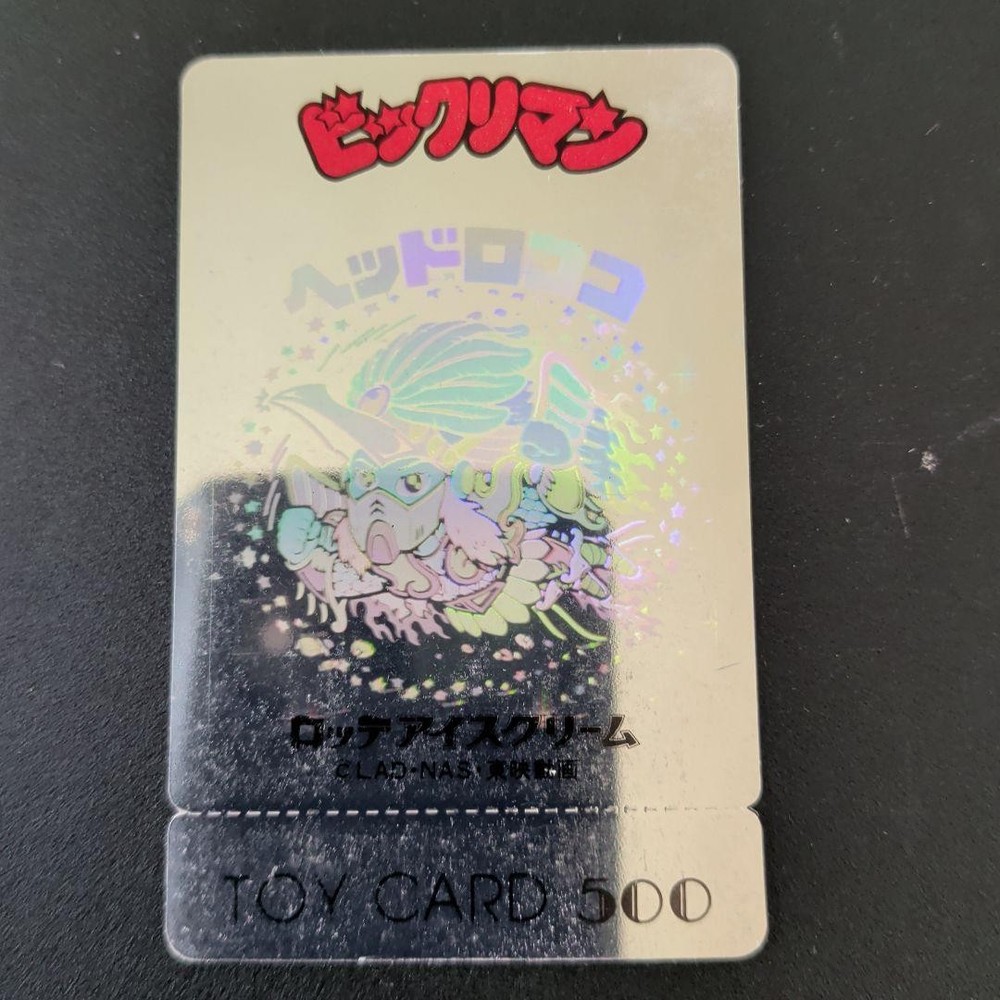 ビックリマン
ヘッドロココ
ロッテアイスクリーム
©LAD・NAS・東映動画
TOY CARD 500